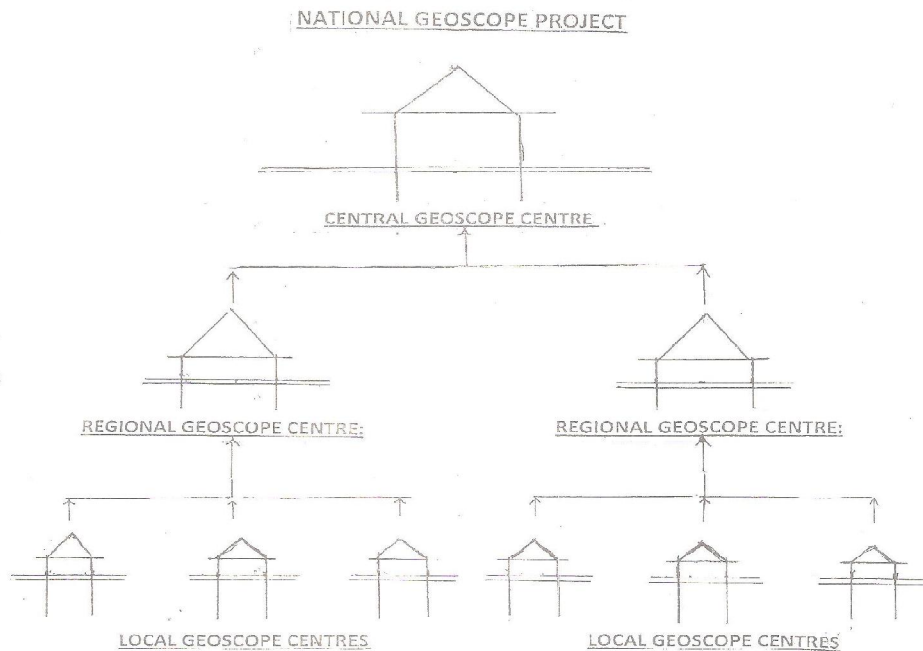 NATIONAL GEOSCOPE PROJECT
CENTRAL GEOSCOPE CENTRE
REGIONAL GEOSCOPE CENTRE:
REGIONAL GEOSCOPE CENTRE:
LOCAL GEOSCOPE CENTRES
LOCAL GEOSCOPE CENTRES